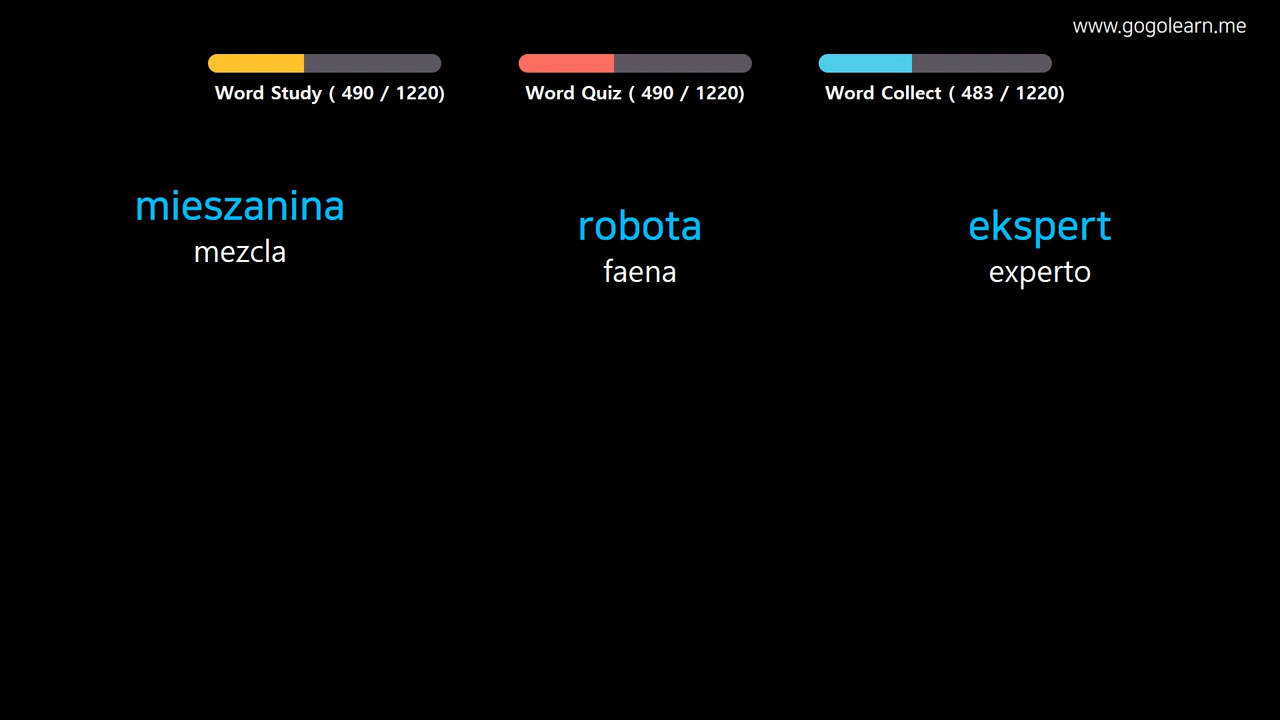 www.gogolearn.me
Word Study ( 490 / 1220)
Word Quiz ( 490 / 1220)
Word Collect ( 483 / 1220)
mieszanina
mezcla
robota
faena
ekspert
experto